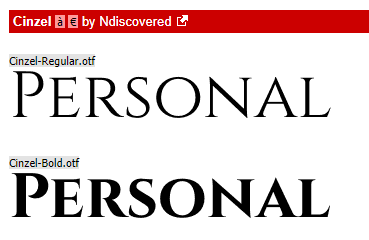 Cinzel à € by Ndiscovered
Cinzel-Regular.otf
Personal
Cinzel-Bold.otf
Personal